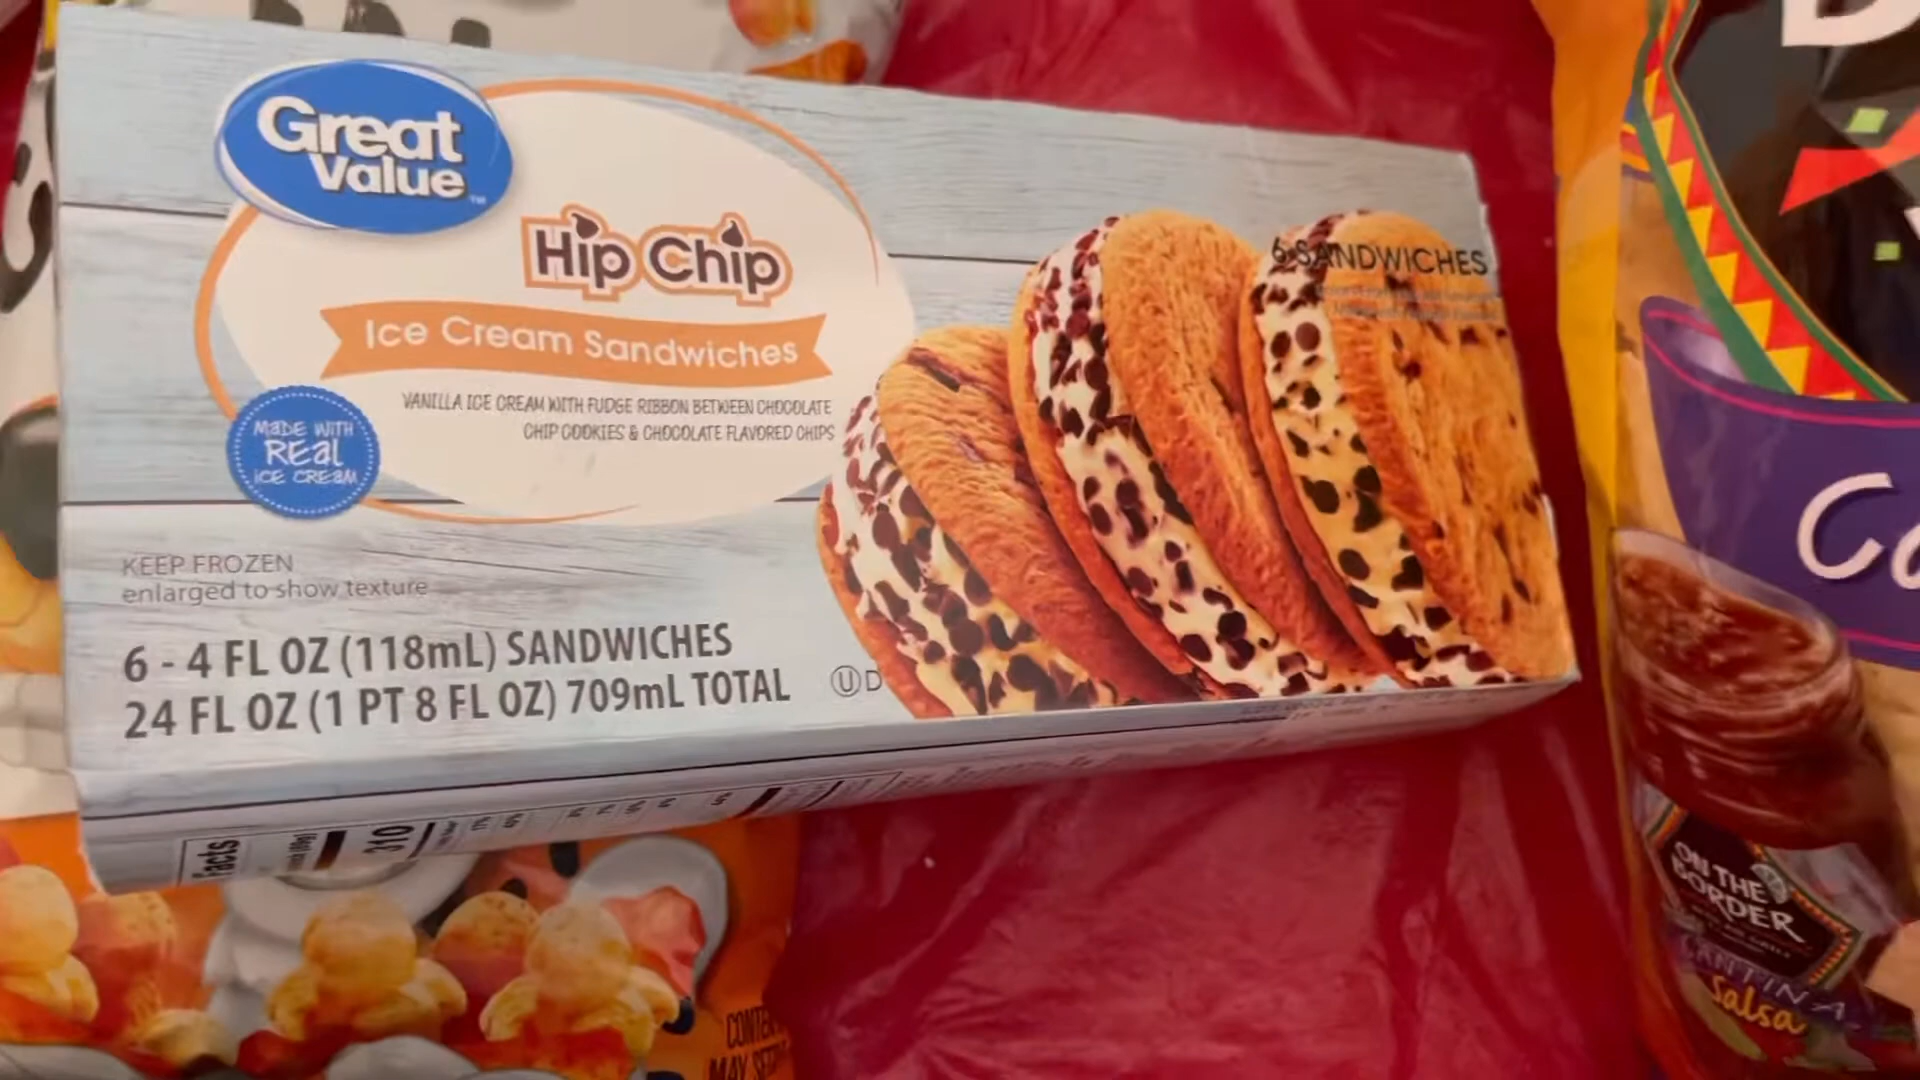 Great
Value™
Hip Chip
Ice Cream Sandwiches
VANILLA ICE CREAM WITH FUDGE RIBBON BETWEEN CHOCOLATE
CHIP COOKIES & CHOCOLATE FLAVORED CHIPS
MADE WITH
REal
ICE CREaM
6 SANDWICHES
KEEP FROZEN
enlarged to show texture
6 - 4 FL OZ (118mL) SANDWICHES
24 FL OZ (1 PT 8 FL OZ) 709mL TOTAL
Ⓤ D
Facts
310
ON THE
BORDER
CANTINA
Salsa
MAY